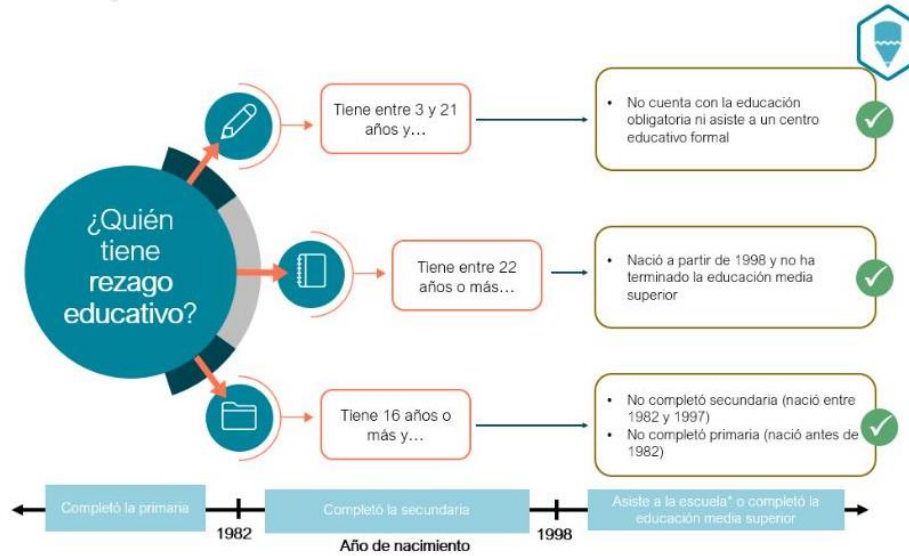 ¿Quién
tiene
rezago
educativo?
Tiene entre 3 y 21
años y...
• No cuenta con la educación
obligatoria ni asiste a un centro
educativo formal
Tiene entre 22
años o más...
• Nació a partir de 1998 y no ha
terminado la educación media
superior
Tiene 16 años o
más y...
• No completó secundaria (nació entre
1982 y 1997)
• No completó primaria (nació antes de
1982)
Completó la primaria
1982
Completó la secundaria
1998
Asiste a la escuela* o completó la
educación media superior
Año de nacimiento